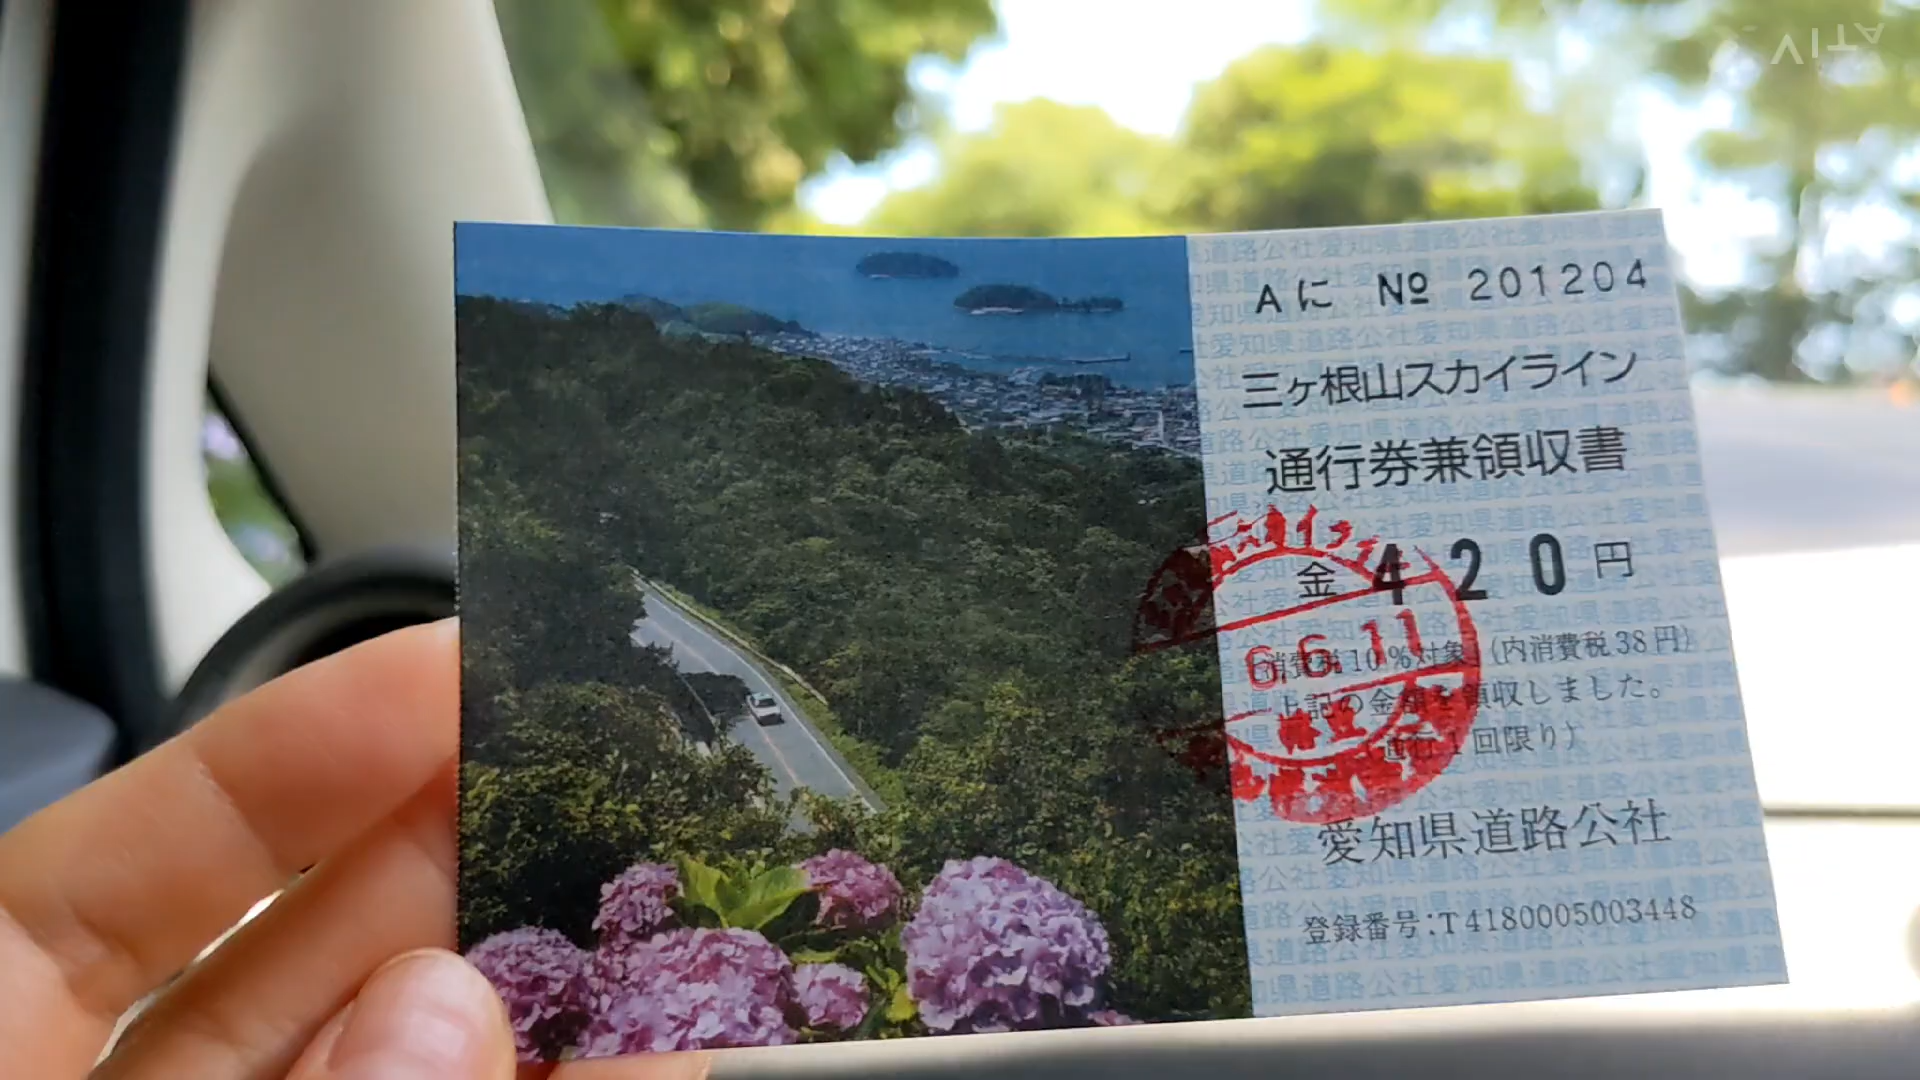 VITA
Aに № 201204
三ヶ根山スカイライン
通行券兼領収書
金 420 円
6.6.11
消費税10%対象 (内消費税38円)
上記の金額を領収しました。
(通行1回限り)
愛知県道路公社
登録番号:T4180005003448